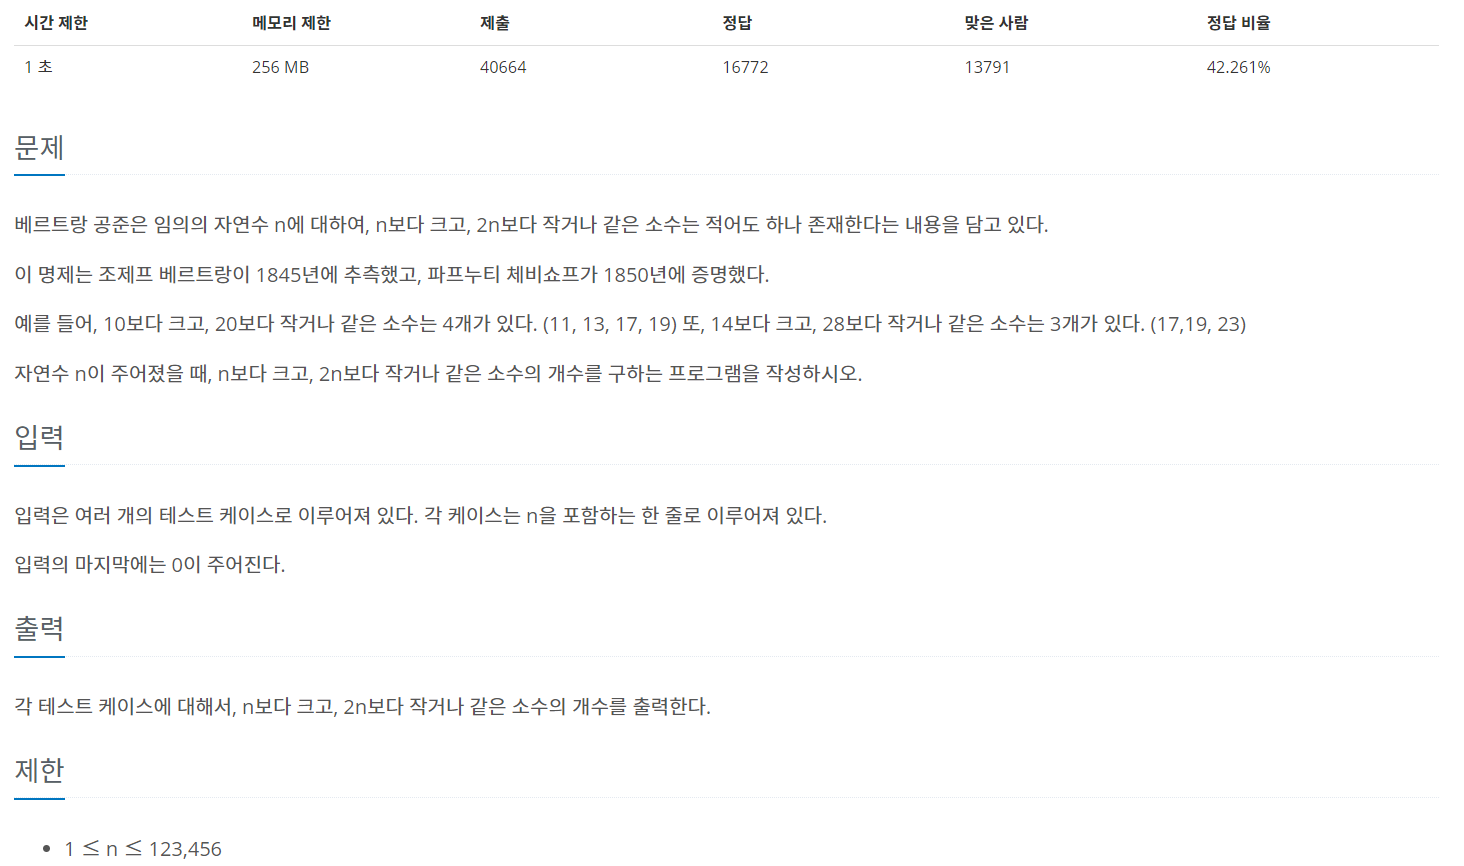 시간 제한 메모리 제한 제출 정답 맞은 사람 정답 비율
1 초 256 MB 40664 16772 13791 42.261%
문제
베르트랑 공준은 임의의 자연수 n에 대하여, n보다 크고, 2n보다 작거나 같은 소수는 적어도 하나 존재한다는 내용을 담고 있다.
이 명제는 조제프 베르트랑이 1845년에 추측했고, 파프누티 체비쇼프가 1850년에 증명했다.
예를 들어, 10보다 크고, 20보다 작거나 같은 소수는 4개가 있다. (11, 13, 17, 19) 또, 14보다 크고, 28보다 작거나 같은 소수는 3개가 있다. (17,19, 23)
자연수 n이 주어졌을 때, n보다 크고, 2n보다 작거나 같은 소수의 개수를 구하는 프로그램을 작성하시오.
입력
입력은 여러 개의 테스트 케이스로 이루어져 있다. 각 케이스는 n을 포함하는 한 줄로 이루어져 있다.
입력의 마지막에는 0이 주어진다.
출력
각 테스트 케이스에 대해서, n보다 크고, 2n보다 작거나 같은 소수의 개수를 출력한다.
제한
• 1 ≤ n ≤ 123,456